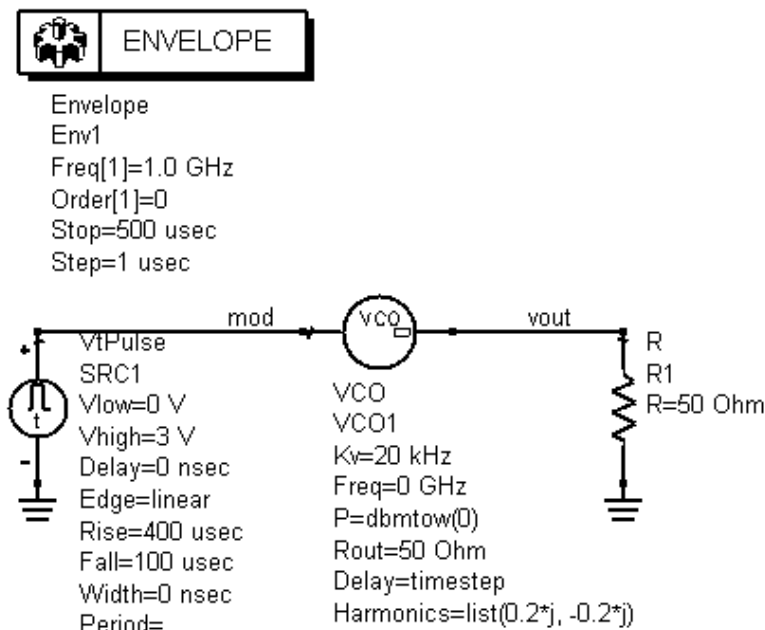 ENVELOPE
Envelope
Env1
Freq[1]=1.0 GHz
Order[1]=0
Stop=500 usec
Step=1 usec
mod
VCO
vout
VtPulse
SRC1
Vlow=0 V
Vhigh=3 V
Delay=0 nsec
Edge=linear
Rise=400 usec
Fall=100 usec
Width=0 nsec
Period=
t
VCO
VCO1
Kv=20 kHz
Freq=0 GHz
P=dbmtow(0)
Rout=50 Ohm
Delay=timestep
Harmonics=list(0.2*j, -0.2*j)
R
R1
R=50 Ohm